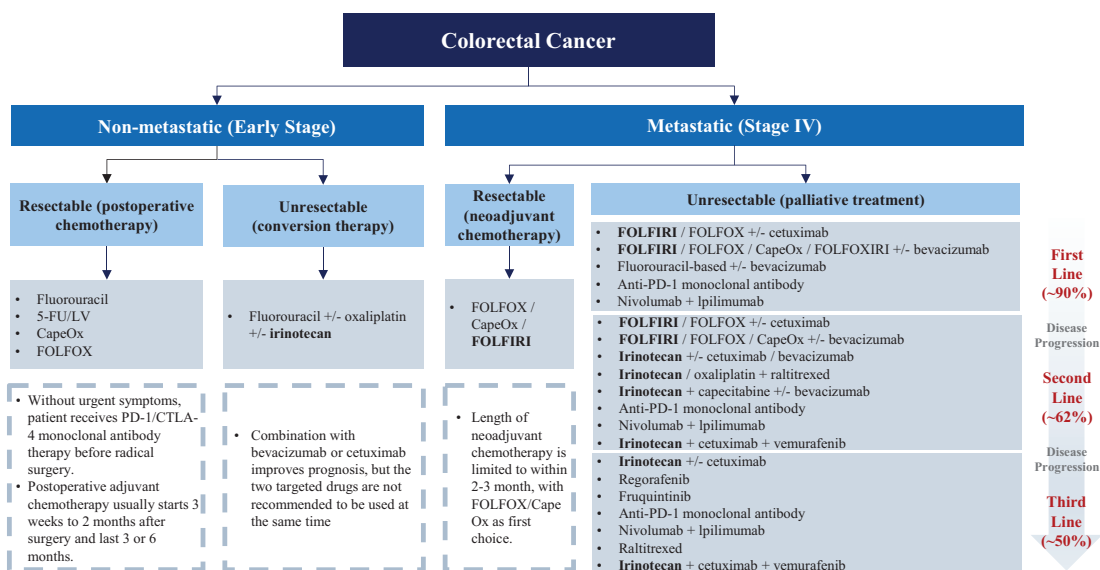 Colorectal Cancer
Non-metastatic (Early Stage)
Metastatic (Stage IV)
Resectable (postoperative
chemotherapy)
Unresectable
(conversion therapy)
Resectable
(neoadjuvant
chemotherapy)
Unresectable (palliative treatment)
• Fluorouracil
• 5-FU/LV
• CapeOx
• FOLFOX
• Fluorouracil +/- oxaliplatin
+/- irinotecan
• FOLFOX /
CapeOx /
FOLFIRI
• FOLFIRI / FOLFOX +/- cetuximab
• FOLFIRI / FOLFOX / CapeOx / FOLFOXIRI +/- bevacizumab
• Fluorouracil-based +/- bevacizumab
• Anti-PD-1 monoclonal antibody
• Nivolumab + lpilimumab
• FOLFIRI / FOLFOX +/- cetuximab
• FOLFIRI / FOLFOX / CapeOx +/- bevacizumab
• Irinotecan +/- cetuximab / bevacizumab
• Irinotecan / oxaliplatin + raltitrexed
• Irinotecan + capecitabine +/- bevacizumab
• Anti-PD-1 monoclonal antibody
• Nivolumab + lpilimumab
• Irinotecan + cetuximab + vemurafenib
• Irinotecan +/- cetuximab
• Regorafenib
• Fruquintinib
• Anti-PD-1 monoclonal antibody
• Nivolumab + lpilimumab
• Raltitrexed
• Irinotecan + cetuximab + vemurafenib
First
Line
(~90%)
Disease
Progression
Second
Line
(~62%)
Disease
Progression
Third
Line
(~50%)
• Without urgent symptoms,
patient receives PD-1/CTLA-
4 monoclonal antibody
therapy before radical
surgery.
• Postoperative adjuvant
chemotherapy usually starts 3
weeks to 2 months after
surgery and last 3 or 6
months.
• Combination with
bevacizumab or cetuximab
improves prognosis, but the
two targeted drugs are not
recommended to be used at
the same time
• Length of
neoadjuvant
chemotherapy is
limited to within
2-3 month, with
FOLFOX/Cape
Ox as first
choice.